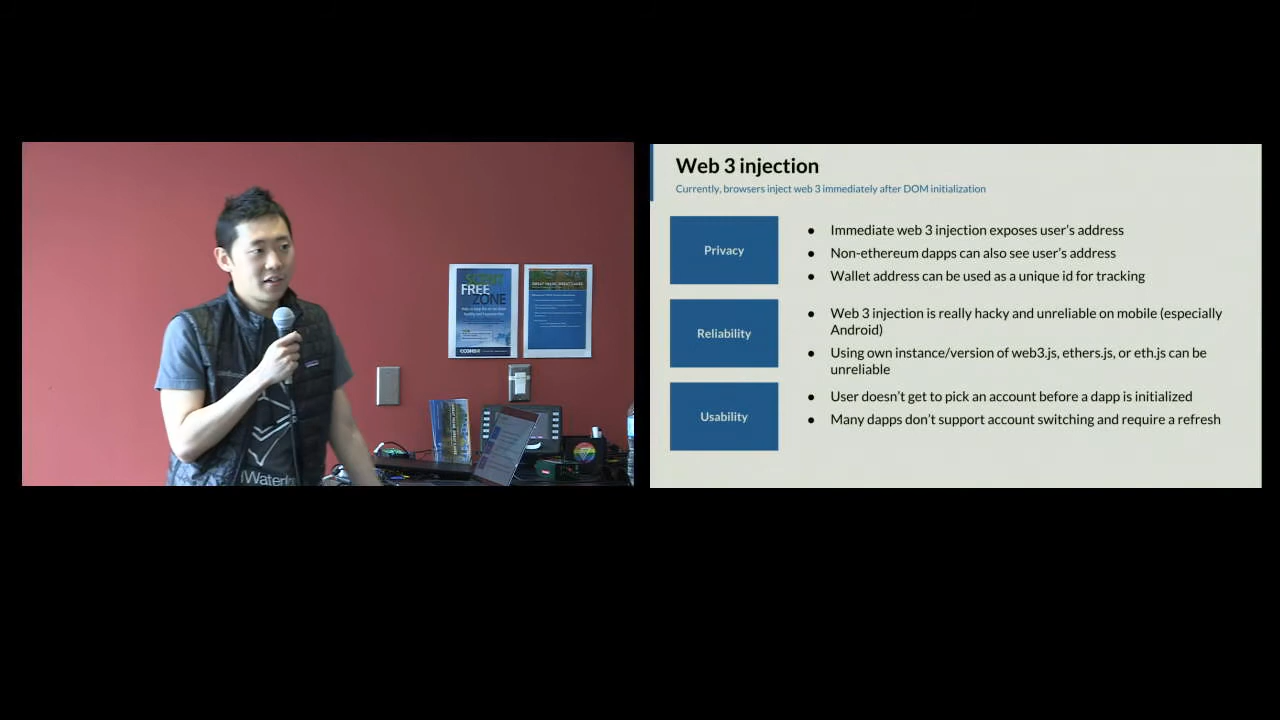 SCENT
FREE
ZONE
Web 3 injection
Currently, browsers inject web 3 immediately after DOM initialization
Privacy
● Immediate web 3 injection exposes user's address
● Non-ethereum dapps can also see user's address
● Wallet address can be used as a unique id for tracking
Reliability
● Web 3 injection is really hacky and unreliable on mobile (especially
Android)
● Using own instance/version of web3.js, ethers.js, or eth.js can be
unreliable
Usability
● User doesn't get to pick an account before a dapp is initialized
● Many dapps don't support account switching and require a refresh